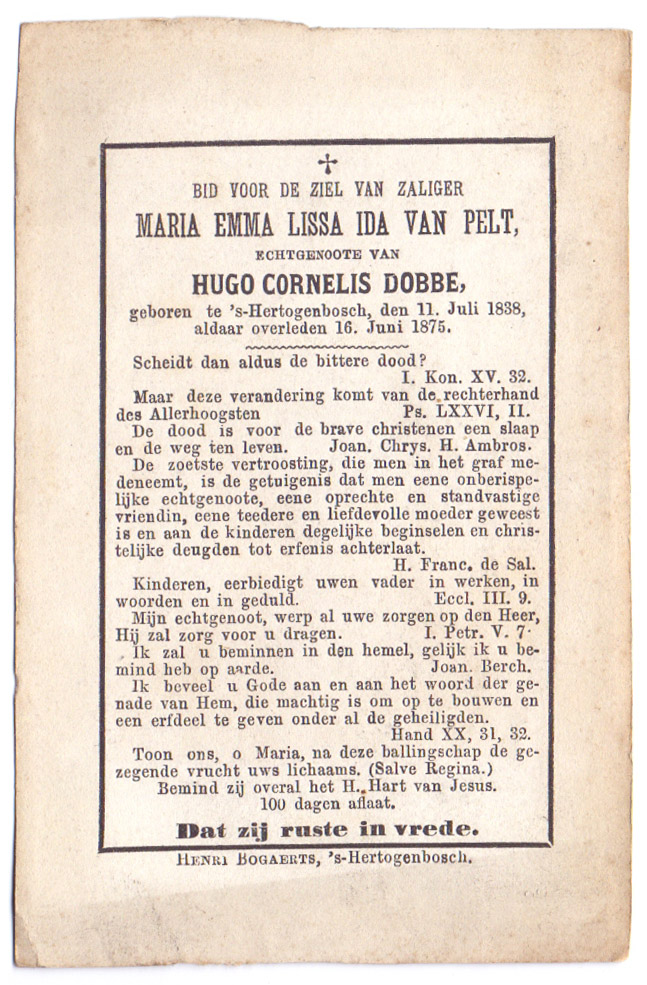 BID VOOR DE ZIEL VAN ZALIGER
MARIA EMMA LISSA IDA VAN PELT,
ECHTGENOOTE VAN
HUGO CORNELIS DOBBE,
geboren te 's-Hertogenbosch, den 11. Juli 1838,
aldaar overleden 16. Juni 1875.
Scheidt dan aldus de bittere dood?
I. Kon. XV. 32.
Maar deze verandering komt van de rechterhand
des Allerhoogsten Ps. LXXVI, II.
De dood is voor de brave christenen een slaap
en de weg ten leven. Joan. Chrys. H. Ambros.
De zoetste vertroosting, die men in het graf me-
deneemt, is de getuigenis dat men eene onberispe-
lijke echtgenoote, eene oprechte en standvastige
vriendin, eene teedere en liefdevolle moeder geweest
is en aan de kinderen degelijke beginselen en chris-
telijke deugden tot erfenis achterlaat.
H. Franc. de Sal.
Kinderen, eerbiedigt uwen vader in werken, in
woorden en in geduld. Eccl. III. 9.
Mijn echtgenoot, werp al uwe zorgen op den Heer,
Hij zal zorg voor u dragen. I. Petr. V. 7.
Ik zal u beminnen in den hemel, gelijk ik u be-
mind heb op aarde. Joan. Berch.
Ik beveel u Gode aan en aan het woord der ge-
nade van Hem, die machtig is om op te bouwen en
een erfdeel te geven onder al de geheiligden.
Hand XX, 31, 32.
Toon ons, o Maria, na deze ballingschap de ge-
zegende vrucht uws lichaams. (Salve Regina.)
Bemind zij overal het H. Hart van Jesus.
100 dagen aflaat.
Dat zij ruste in vrede.
HENRI BOGAERTS, 's-Hertogenbosch.